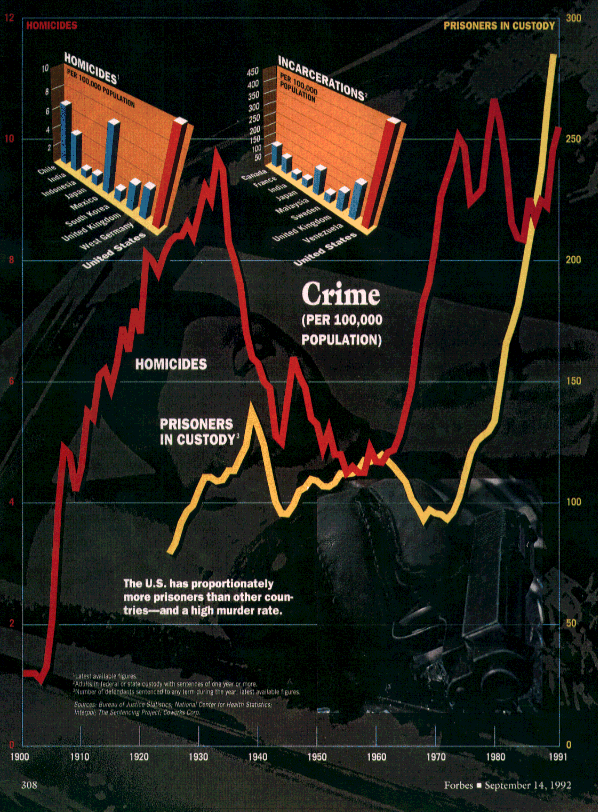 12
HOMICIDES
PRISONERS IN CUSTODY
300
HOMICIDES¹
PER 100,000 POPULATION
10
8
6
4
2
Chile
India
Indonesia
Japan
Mexico
South Korea
United Kingdom
West Germany
United States
INCARCERATIONS²
PER 100,000
POPULATION
450
400
350
300
250
200
150
100
50
Canada
France
India
Japan
Malaysia
Sweden
United Kingdom
Venezuela
United States
10
250
8
200
Crime
(PER 100,000
POPULATION)
HOMICIDES
6
150
PRISONERS
IN CUSTODY³
4
100
The U.S. has proportionately
more prisoners than other coun-
tries—and a high murder rate.
2
50
¹Latest available figures.
²Adults in federal or state custody with sentences of one year or more.
³Number of defendants sentenced to any term during the year, latest available figures.
Sources: Bureau of Justice Statistics; National Center for Health Statistics;
Interpol; The Sentencing Project; Coworks Corp.
0
0
1900
1910
1920
1930
1940
1950
1960
1970
1980
1991
308
Forbes ■ September 14, 1992